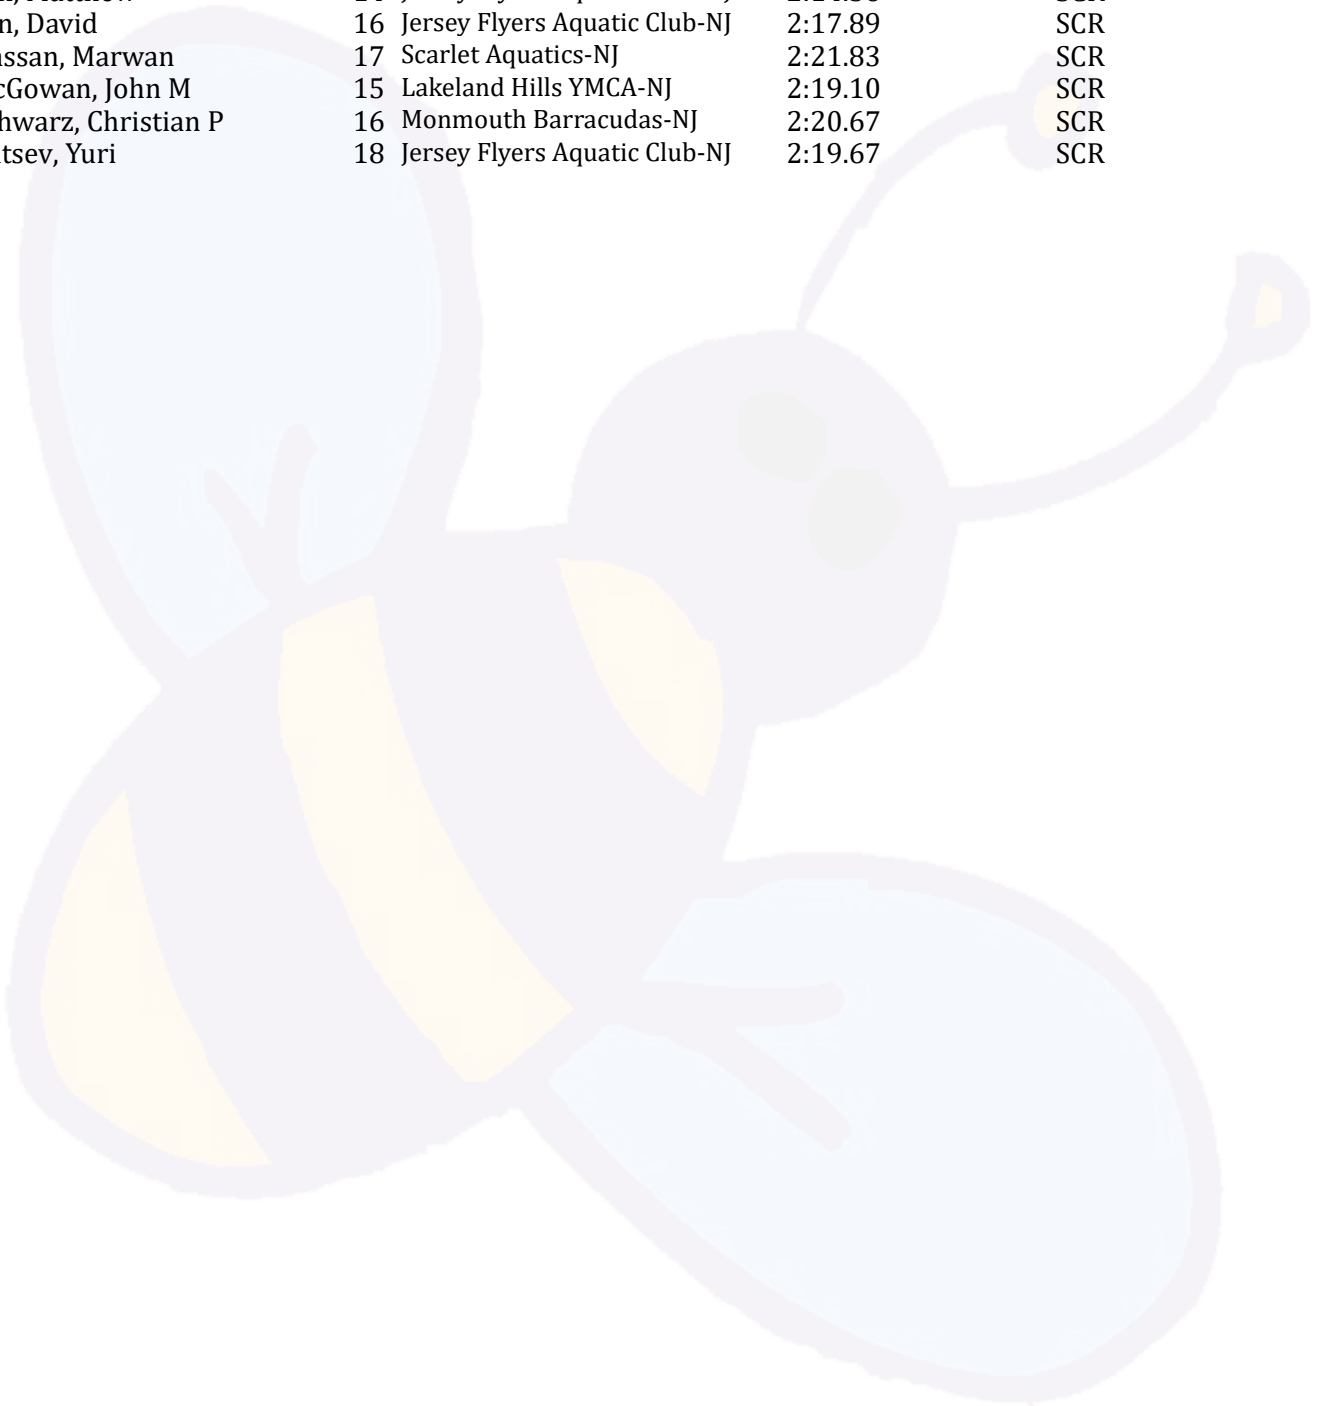 n, David 16 Jersey Flyers Aquatic Club-NJ 2:17.89 SCR
ssan, Marwan 17 Scarlet Aquatics-NJ 2:21.83 SCR
cGowan, John M 15 Lakeland Hills YMCA-NJ 2:19.10 SCR
hwarz, Christian P 16 Monmouth Barracudas-NJ 2:20.67 SCR
tsev, Yuri 18 Jersey Flyers Aquatic Club-NJ 2:19.67 SCR